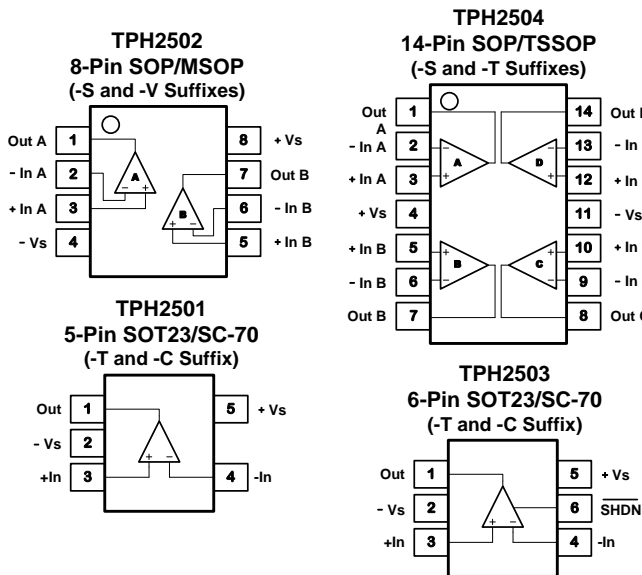 TPH2502
8-Pin SOP/MSOP
(-S and -V Suffixes)
Out A 1 8 + Vs
- In A 2 A 7 Out B
+ In A 3 B 6 - In B
- Vs 4 5 + In B
TPH2504
14-Pin SOP/TSSOP
(-S and -T Suffixes)
Out A 1 14 Out
- In A 2 13 - In
+ In A 3 A D 12 + In
+ Vs 4 11 - Vs
+ In B 5 10 + In
- In B 6 B C 9 - In
Out B 7 8 Out
TPH2501
5-Pin SOT23/SC-70
(-T and -C Suffix)
Out 1 5 + Vs
- Vs 2
+In 3 + - 4 -In
TPH2503
6-Pin SOT23/SC-70
(-T and -C Suffix)
Out 1 5 + Vs
- Vs 2 6 SHDN
+In 3 + - 4 -In